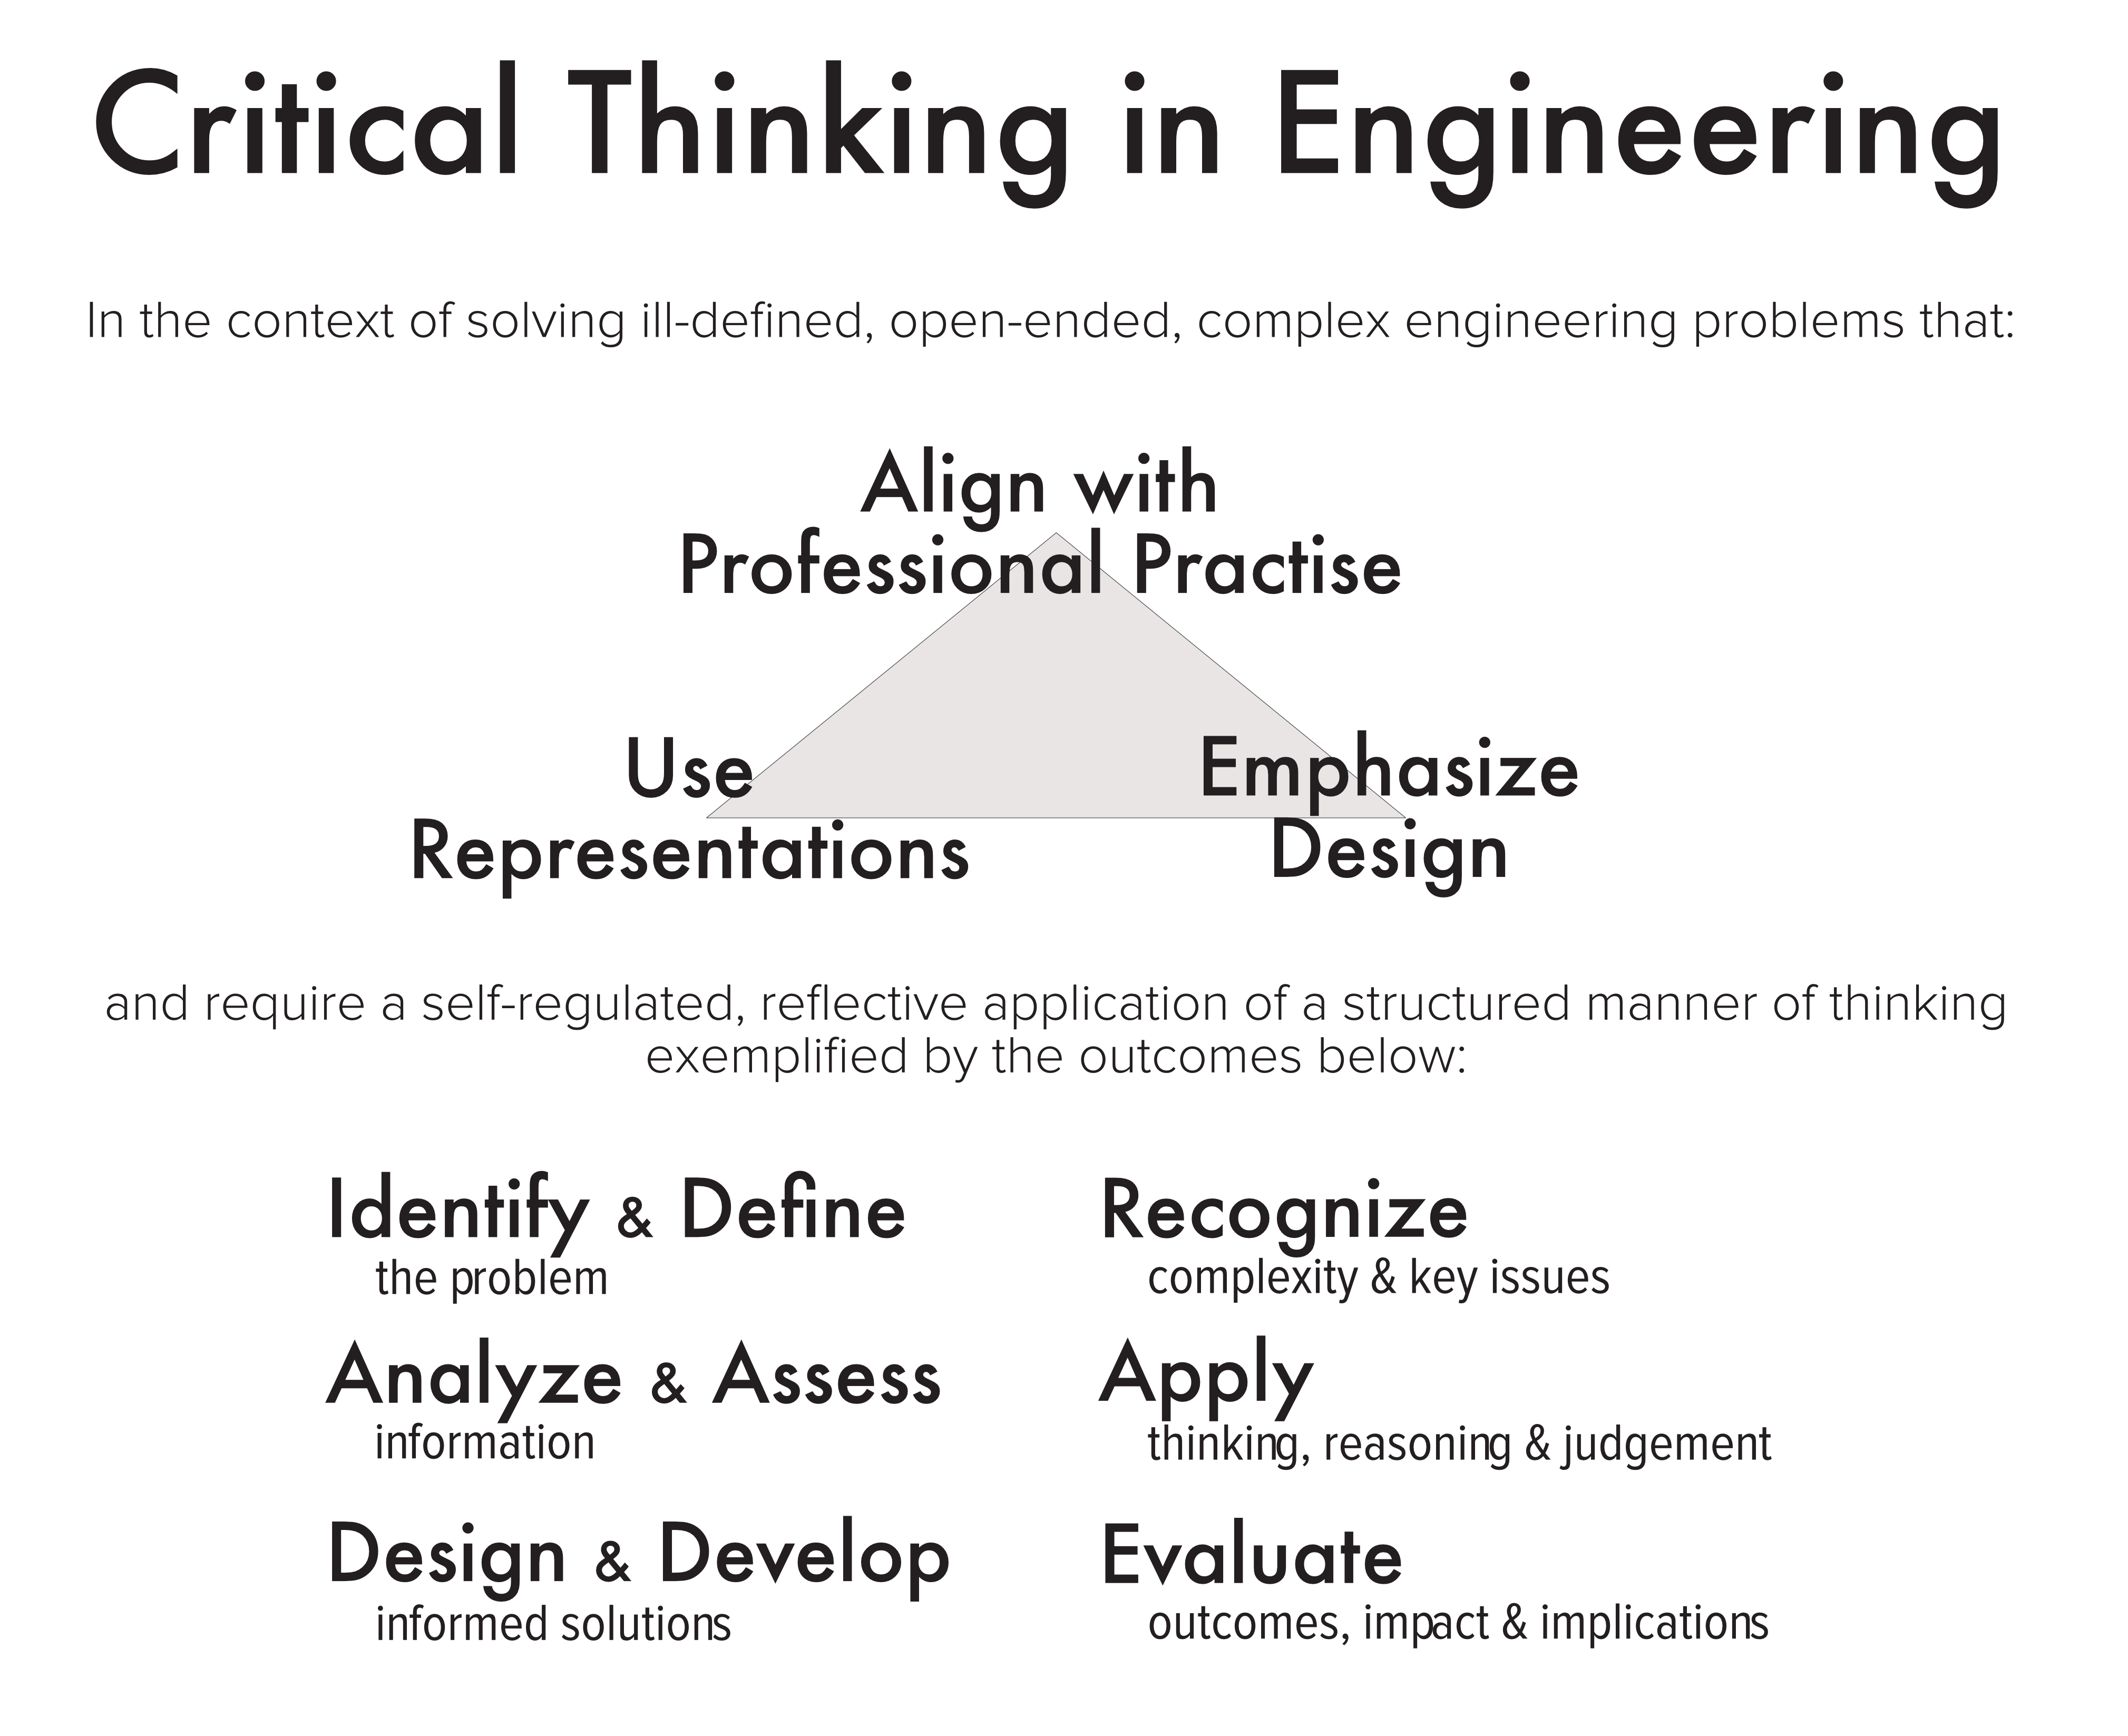 Critical Thinking in Engineering
In the context of solving ill-defined, open-ended, complex engineering problems that:
Align with
Professional Practise
Use
Representations
Emphasize
Design
and require a self-regulated, reflective application of a structured manner of thinking
exemplified by the outcomes below:
Identify & Define
the problem
Recognize
complexity & key issues
Analyze & Assess
information
Apply
thinking, reasoning & judgement
Design & Develop
informed solutions
Evaluate
outcomes, impact & implications